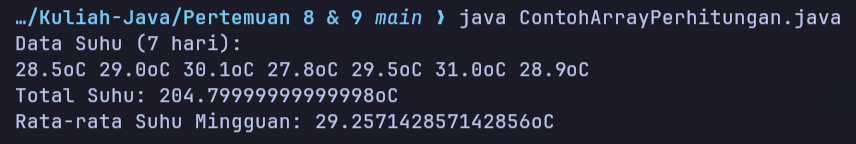 …/Kuliah-Java/Pertemuan 8 & 9 main ❱ java ContohArrayPerhitungan.java
Data Suhu (7 hari):
28.5oC 29.0oC 30.1oC 27.8oC 29.5oC 31.0oC 28.9oC
Total Suhu: 204.79999999999998oC
Rata-rata Suhu Mingguan: 29.257142857142856oC